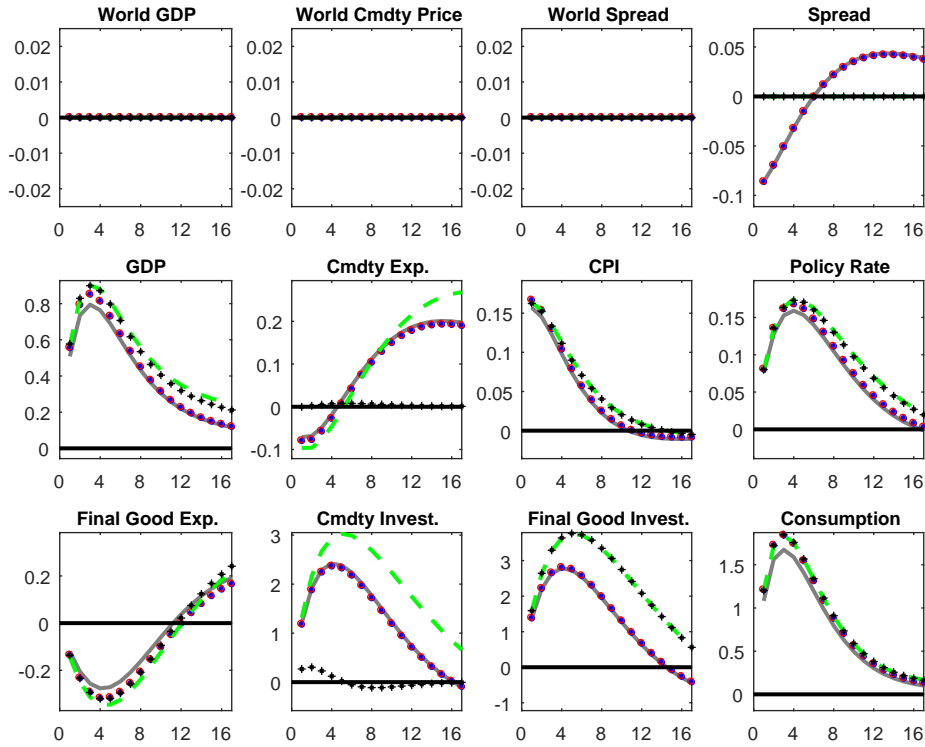 World GDP
World Cmdty Price
World Spread
Spread
0.02
0.01
0
-0.01
-0.02
0 4 8 12 16
0.02
0.01
0
-0.01
-0.02
0 4 8 12 16
0.02
0.01
0
-0.01
-0.02
0 4 8 12 16
0.05
0
-0.05
-0.1
0 4 8 12 16
GDP
Cmdty Exp.
CPI
Policy Rate
0.8
0.6
0.4
0.2
0
0 4 8 12 16
0.2
0.1
0
-0.1
0 4 8 12 16
0.15
0.1
0.05
0
0 4 8 12 16
0.15
0.1
0.05
0
0 4 8 12 16
Final Good Exp.
Cmdty Invest.
Final Good Invest.
Consumption
0.2
0
-0.2
0 4 8 12 16
3
2
1
0
0 4 8 12 16
3
2
1
0
-1
0 4 8 12 16
1.5
1
0.5
0
0 4 8 12 16